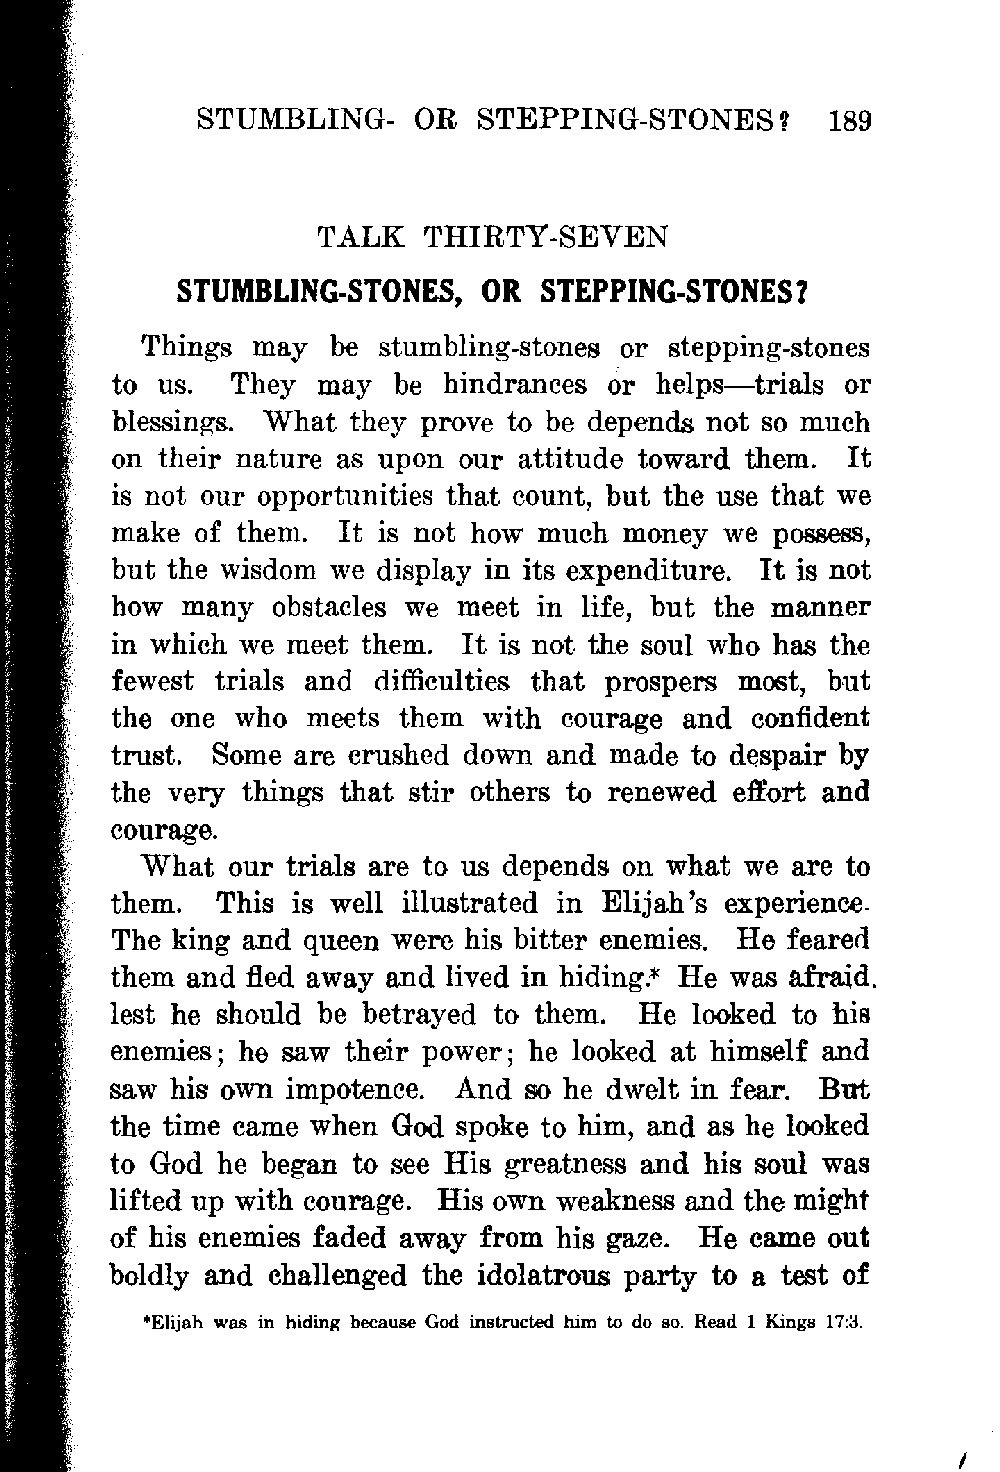 STUMBLING- OR STEPPING-STONES? 189
TALK THIRTY-SEVEN
STUMBLING-STONES, OR STEPPING-STONES?
Things may be stumbling-stones or stepping-stones
to us. They may be hindrances or helps—trials or
blessings. What they prove to be depends not so much
on their nature as upon our attitude toward them. It
is not our opportunities that count, but the use that we
make of them. It is not how much money we possess,
but the wisdom we display in its expenditure. It is not
how many obstacles we meet in life, but the manner
in which we meet them. It is not the soul who has the
fewest trials and difficulties that prospers most, but
the one who meets them with courage and confident
trust. Some are crushed down and made to despair by
the very things that stir others to renewed effort and
courage.
What our trials are to us depends on what we are to
them. This is well illustrated in Elijah's experience.
The king and queen were his bitter enemies. He feared
them and fled away and lived in hiding.* He was afraid.
lest he should be betrayed to them. He looked to his
enemies; he saw their power; he looked at himself and
saw his own impotence. And so he dwelt in fear. But
the time came when God spoke to him, and as he looked
to God he began to see His greatness and his soul was
lifted up with courage. His own weakness and the might
of his enemies faded away from his gaze. He came out
boldly and challenged the idolatrous party to a test of
*Elijah was in hiding because God instructed him to do so. Read 1 Kings 17:3.